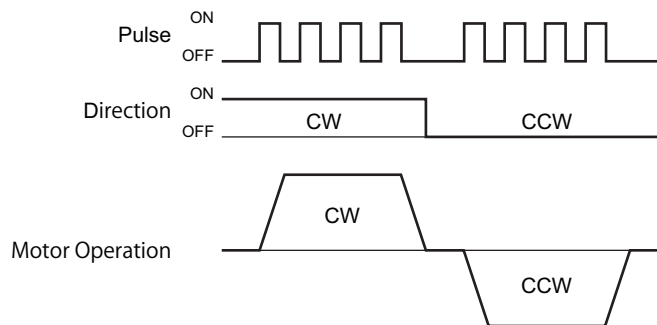 ON
Pulse
OFF
ON
Direction
CW
CCW
OFF
CW
Motor Operation
CCW